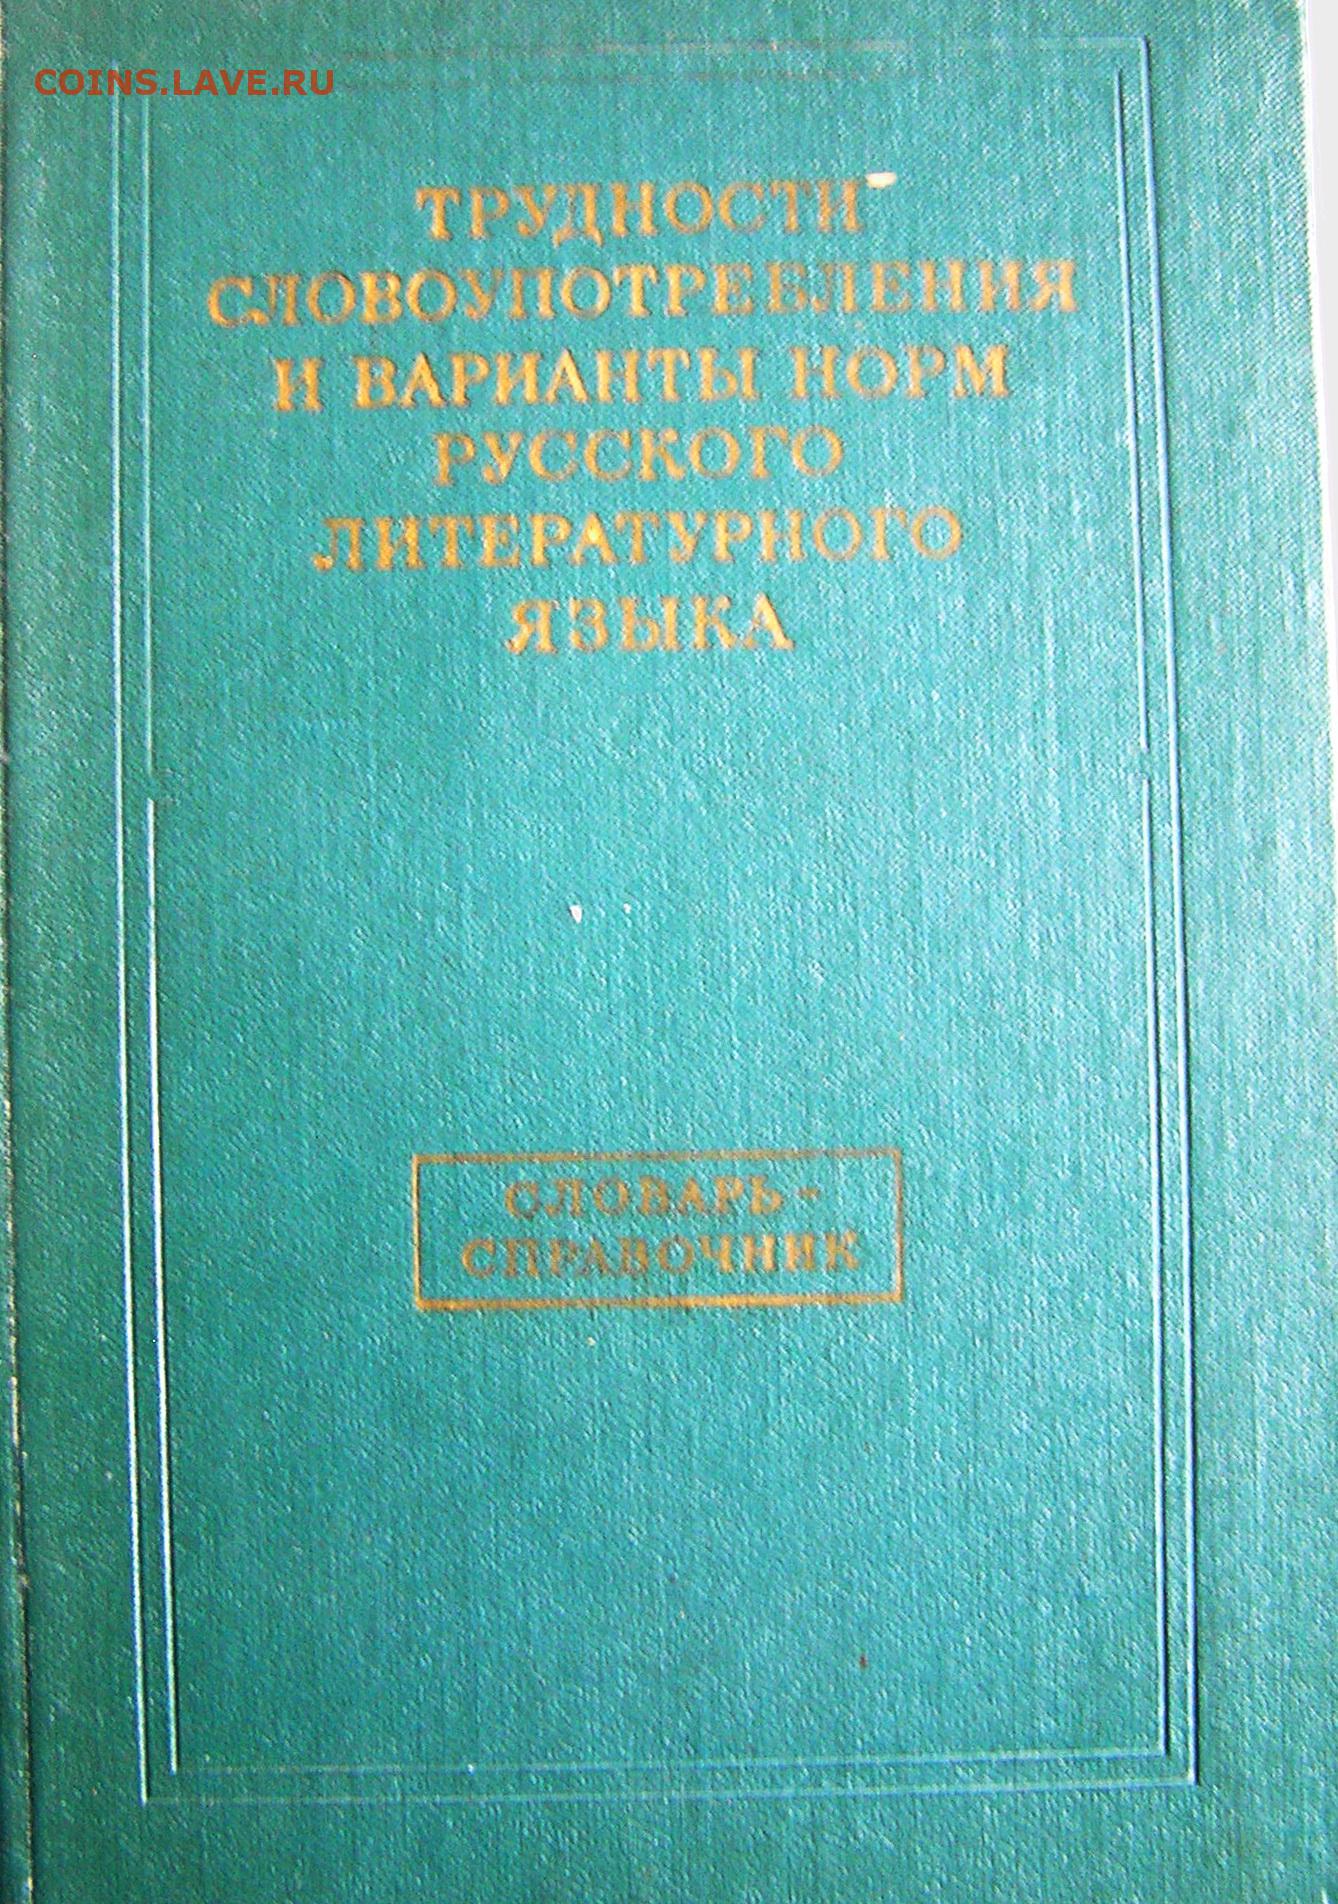 COINS.LAVE.RU
ТРУДНОСТИ
СЛОВОУПОТРЕБЛЕНИЯ
И ВАРИАНТЫ НОРМ
РУССКОГО
ЛИТЕРАТУРНОГО
ЯЗЫКА
СЛОВАРЬ-
СПРАВОЧНИК